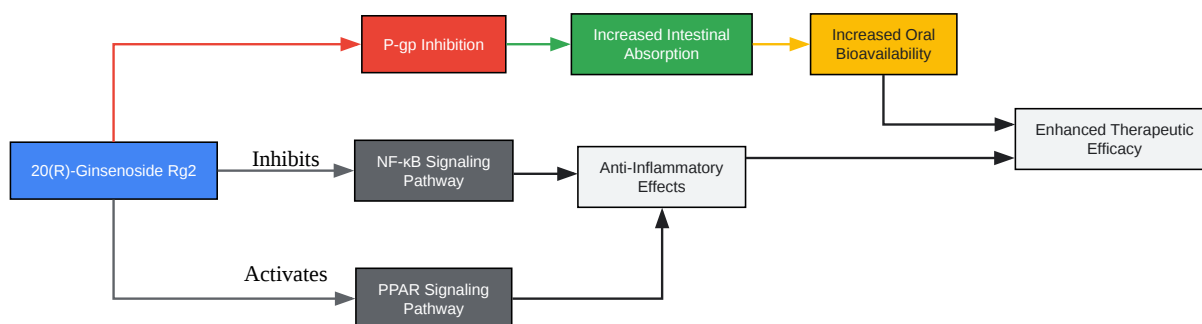 P-gp Inhibition
Increased Intestinal
Absorption
Increased Oral
Bioavailability
Enhanced Therapeutic
Efficacy
20(R)-Ginsenoside Rg2
Inhibits
NF-κB Signaling
Pathway
Anti-Inflammatory
Effects
Activates
PPAR Signaling
Pathway